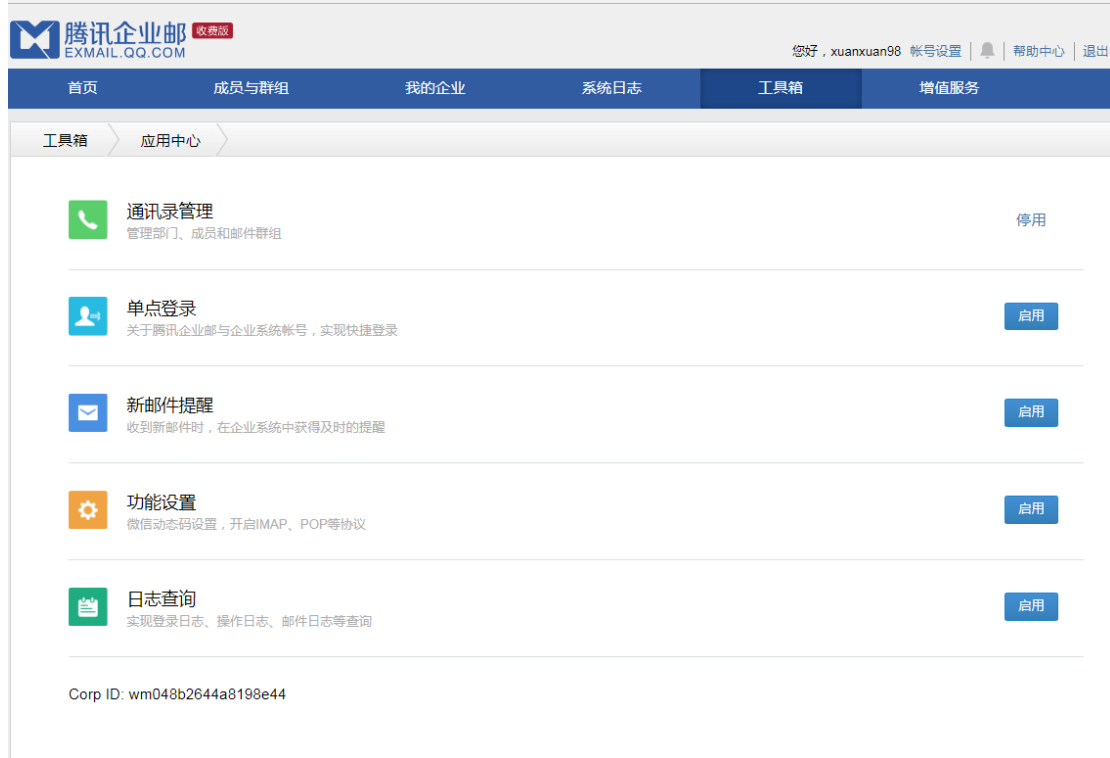 腾讯企业邮 收费版
EXMAIL.QQ.COM
您好，xuanxuan98 帐号设置 帮助中心 退出
首页 成员与群组 我的企业 系统日志 工具箱 增值服务
工具箱 应用中心
通讯录管理
管理部门、成员和邮件群组
停用
单点登录
关于腾讯企业邮与企业系统帐号，实现快捷登录
启用
新邮件提醒
收到新邮件时，在企业系统中获得及时的提醒
启用
功能设置
微信动态码设置，开启IMAP、POP等协议
启用
日志查询
实现登录日志、操作日志、邮件日志等查询
启用
Corp ID: wm048b2644a8198e44